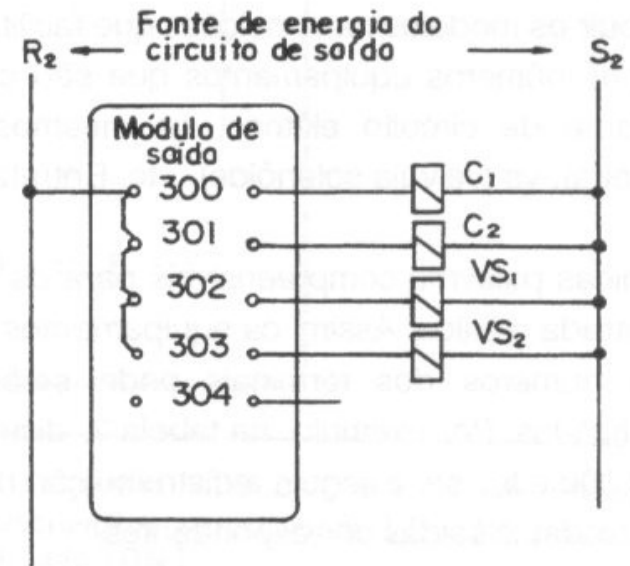 Fonte de energia do
circuito de saída
R₂
S₂
Módulo de
saída
300
C₁
301
C₂
302
VS₁
303
VS₂
304